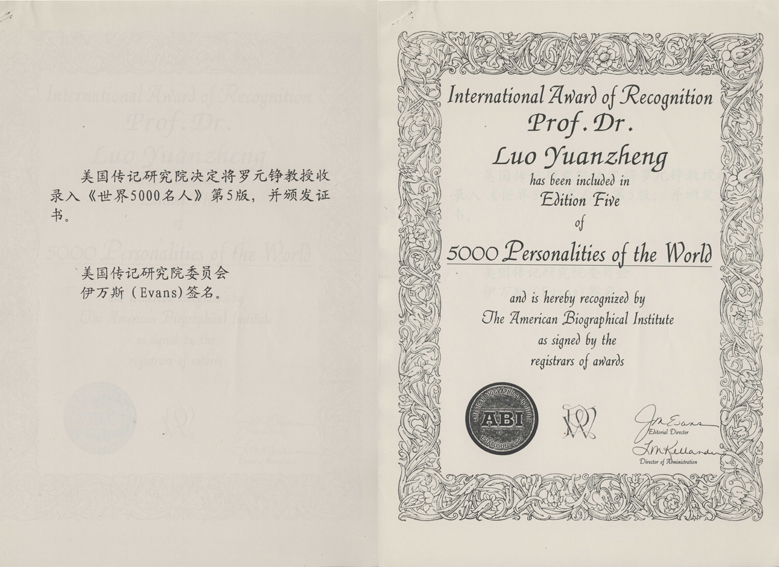 美国传记研究院决定将罗元铮教授收
录入《世界5000名人》第5版，并颁发证
书。
美国传记研究院委员会
伊万斯（Evans)签名。
International Award of Recognition
Prof. Dr.
Luo Yuanzheng
has been included in
Edition Five
of
5000 Personalities of the World
and is hereby recognized by
The American Biographical Institute
as signed by the
registrars of awards
ABI
J.M. Evans
Editorial Director
Director of Administration